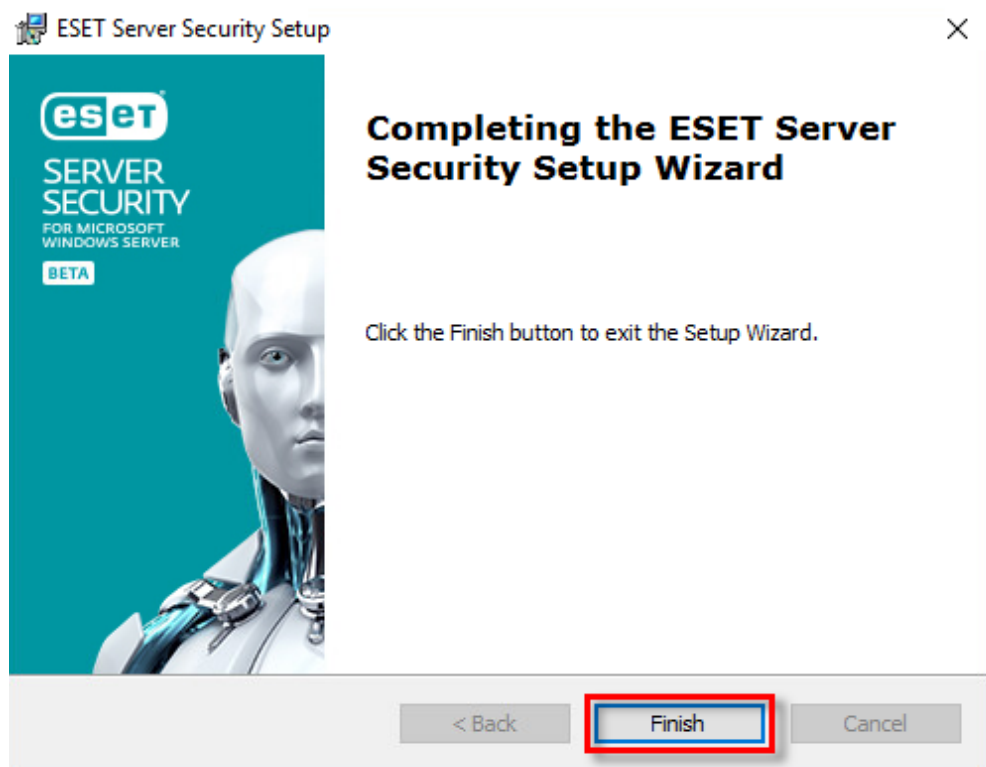 ESET Server Security Setup
eset
SERVER
SECURITY
FOR MICROSOFT
WINDOWS SERVER
BETA
Completing the ESET Server
Security Setup Wizard
Click the Finish button to exit the Setup Wizard.
< Back Finish Cancel